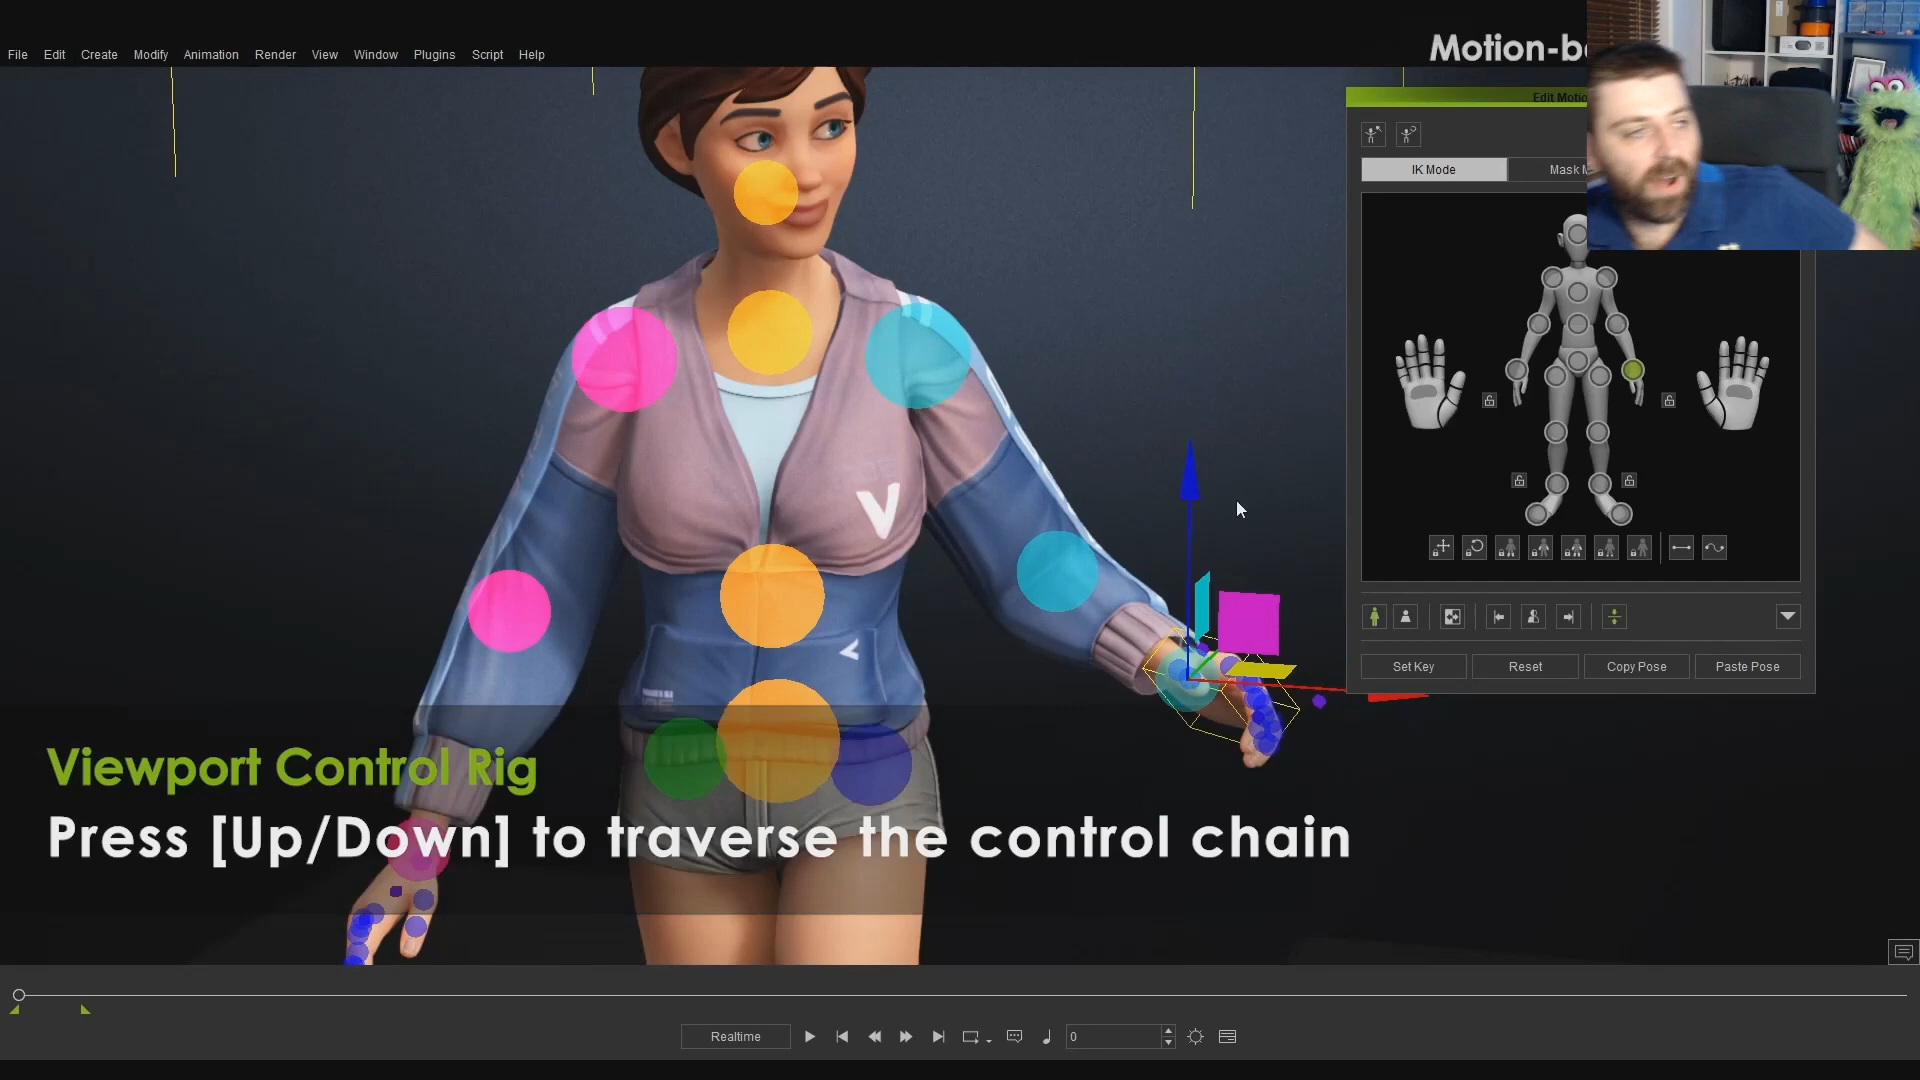 Motion-b
File Edit Create Modify Animation Render View Window Plugins Script Help
Edit Motio
IK Mode
Mask M
V
Set Key
Reset
Copy Pose
Paste Pose
Viewport Control Rig
Press [Up/Down] to traverse the control chain
Realtime
0